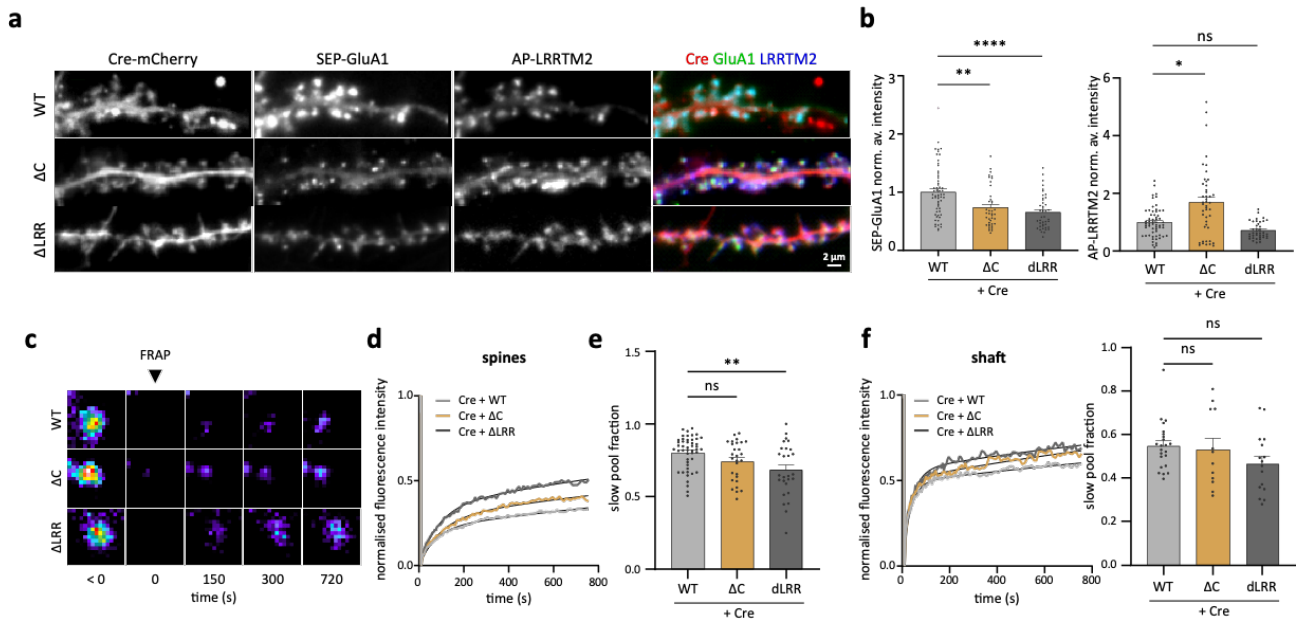 a
Cre-mCherry SEP-GluA1 AP-LRRTM2 Cre GluA1 LRRTM2
WT
ΔC
ΔLRR
2 µm
b
SEP-GluA1 norm. av. intensity
3
2
1
0
****
**
WT ΔC dLRR
+ Cre
AP-LRRTM2 norm. av. intensity
6
4
2
0
ns
*
WT ΔC dLRR
+ Cre
c
FRAP
WT
ΔC
ΔLRR
< 0 0 150 300 720
time (s)
d
spines
normalised fluorescence intensity
1.0
0.5
0.0
Cre + WT
Cre + ΔC
Cre + ΔLRR
0 200 400 600 800
time (s)
e
slow pool fraction
1.5
1.0
0.5
0.0
**
ns
WT ΔC dLRR
+ Cre
f
shaft
normalised fluorescence intensity
1.0
0.5
0.0
Cre + WT
Cre + ΔC
Cre + ΔLRR
0 200 400 600 800
time (s)
slow pool fraction
1.0
0.8
0.6
0.4
0.2
0.0
ns
ns
WT ΔC dLRR
+ Cre